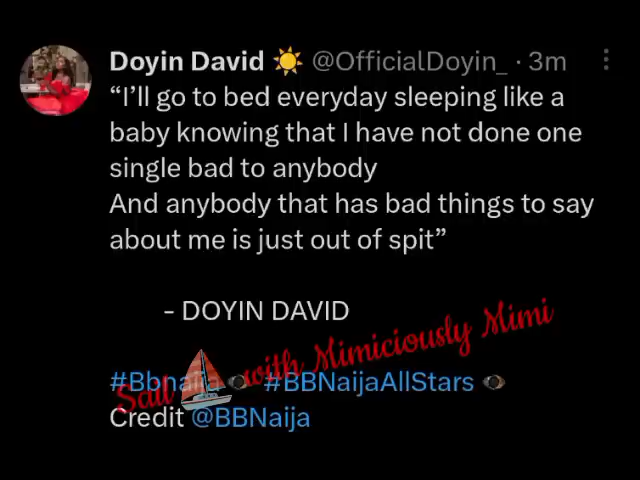 Doyin David ☀️ @OfficialDoyin_ · 3m
“I’ll go to bed everyday sleeping like a
baby knowing that I have not done one
single bad to anybody
And anybody that has bad things to say
about me is just out of spit”
- DOYIN DAVID
Sail with Mimiciously Mimi
#Bbnaija #BBNaijaAllStars
Credit @BBNaija